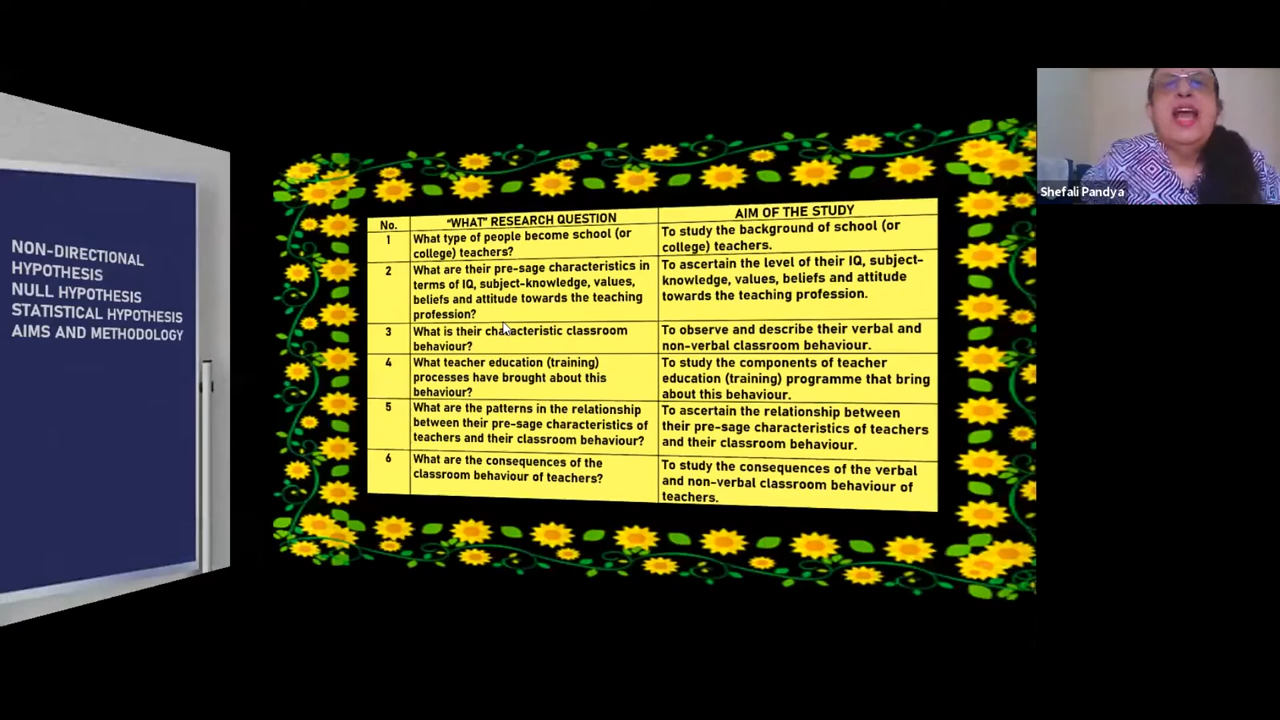 NON-DIRECTIONAL
HYPOTHESIS
NULL HYPOTHESIS
STATISTICAL HYPOTHESIS
AIMS AND METHODOLOGY
No.
"WHAT" RESEARCH QUESTION
AIM OF THE STUDY
1
What type of people become school (or
college) teachers?
To study the background of school (or
college) teachers.
2
What are their pre-sage characteristics in
terms of IQ, subject-knowledge, values,
beliefs and attitude towards the teaching
profession?
To ascertain the level of their IQ, subject-
knowledge, values, beliefs and attitude
towards the teaching profession.
3
What is their characteristic classroom
behaviour?
To observe and describe their verbal and
non-verbal classroom behaviour.
4
What teacher education (training)
processes have brought about this
behaviour?
To study the components of teacher
education (training) programme that bring
about this behaviour.
5
What are the patterns in the relationship
between their pre-sage characteristics of
teachers and their classroom behaviour?
To ascertain the relationship between
their pre-sage characteristics of teachers
and their classroom behaviour.
6
What are the consequences of the
classroom behaviour of teachers?
To study the consequences of the verbal
and non-verbal classroom behaviour of
teachers.
Shefali Pandya